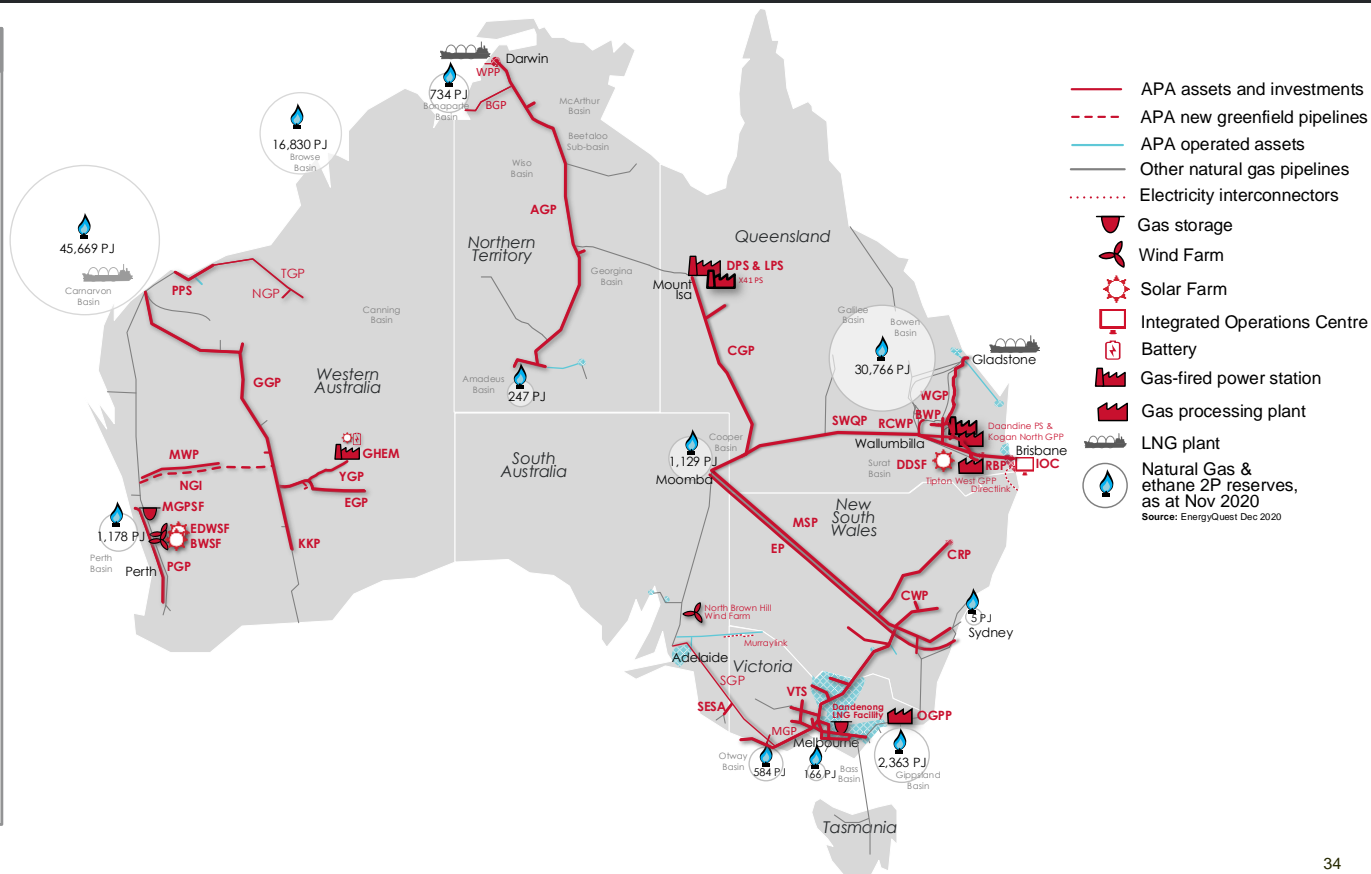 Darwin
WPP
734 PJ
Bonaparte
Basin
BGP
McArthur
Basin
Beetaloo
Sub-basin
16,830 PJ
Browse
Basin
Wiso
Basin
AGP
45,669 PJ
Carnarvon
Basin
Northern
Territory
Queensland
DPS & LPS
X41 PS
Mount
Isa
Georgina
Basin
TGP
NGP
PPS
Canning
Basin
Galilee
Basin
Bowen
Basin
30,766 PJ
Gladstone
CGP
Western
Australia
GGP
Amadeus
Basin
247 PJ
WGP
BWP
SWQP
RCWP
Wallumbilla
Daandine PS &
Kogan North GPP
Brisbane
IOC
RBP
DDSF
Surat
Basin
Tipton West GPP
Directlink
Cooper
Basin
1,129 PJ
Moomba
South
Australia
GHEM
YGP
EGP
MWP
NGI
MGPSF
EDWSF
BWSF
1,178 PJ
Perth
Basin
Perth
PGP
KKP
New
South
Wales
MSP
EP
CRP
CWP
5 PJ
Sydney
North Brown Hill
Wind Farm
Murraylink
Adelaide
Victoria
SGP
SESA
VTS
Dandenong
LNG Facility
OGPP
MGP
Melbourne
Otway
Basin
584 PJ
166 PJ
Bass
Basin
2,363 PJ
Gippsland
Basin
Tasmania
APA assets and investments
APA new greenfield pipelines
APA operated assets
Other natural gas pipelines
Electricity interconnectors
Gas storage
Wind Farm
Solar Farm
Integrated Operations Centre
Battery
Gas-fired power station
Gas processing plant
LNG plant
Natural Gas &
ethane 2P reserves,
as at Nov 2020
Source: EnergyQuest Dec 2020
34